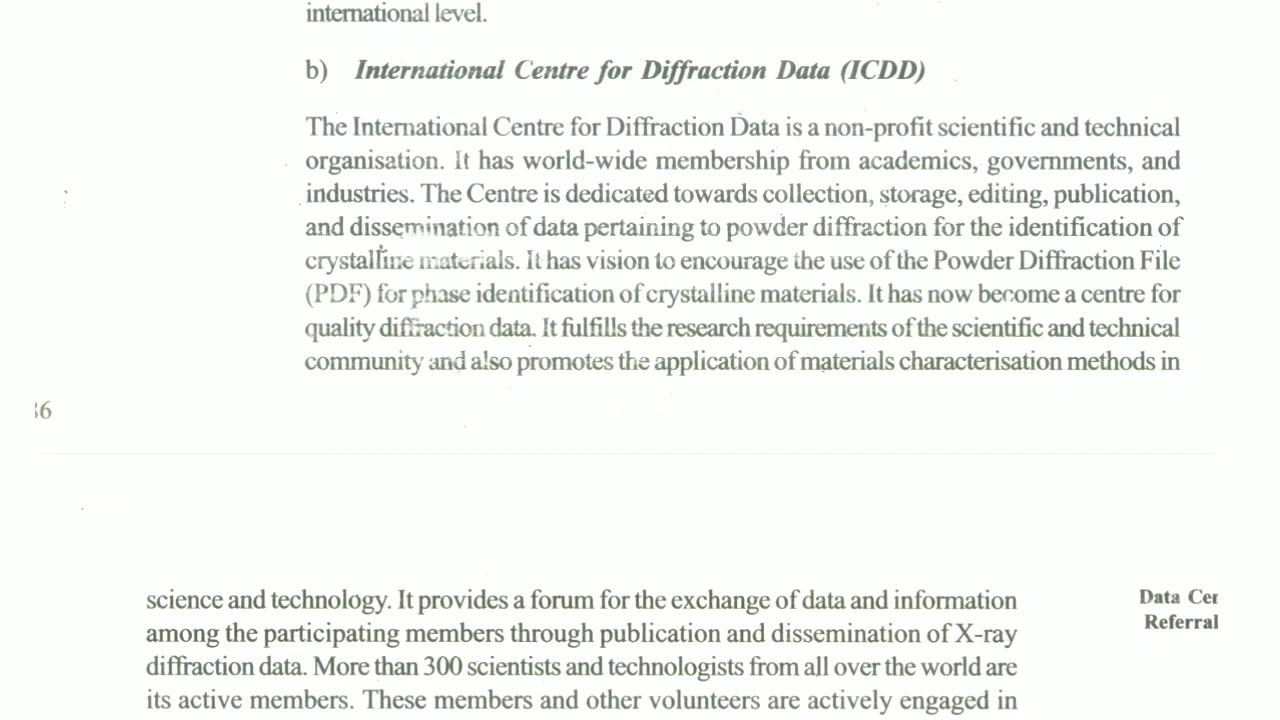 international level.
b) International Centre for Diffraction Data (ICDD)
The International Centre for Diffraction Data is a non-profit scientific and technical
organisation. It has world-wide membership from academics, governments, and
industries. The Centre is dedicated towards collection, storage, editing, publication,
and dissemination of data pertaining to powder diffraction for the identification of
crystalline materials. It has vision to encourage the use of the Powder Diffraction File
(PDF) for phase identification of crystalline materials. It has now become a centre for
quality diffraction data. It fulfills the research requirements of the scientific and technical
community and also promotes the application of materials characterisation methods in
36
science and technology. It provides a forum for the exchange of data and information
among the participating members through publication and dissemination of X-ray
diffraction data. More than 300 scientists and technologists from all over the world are
its active members. These members and other volunteers are actively engaged in
Data Cer
Referral